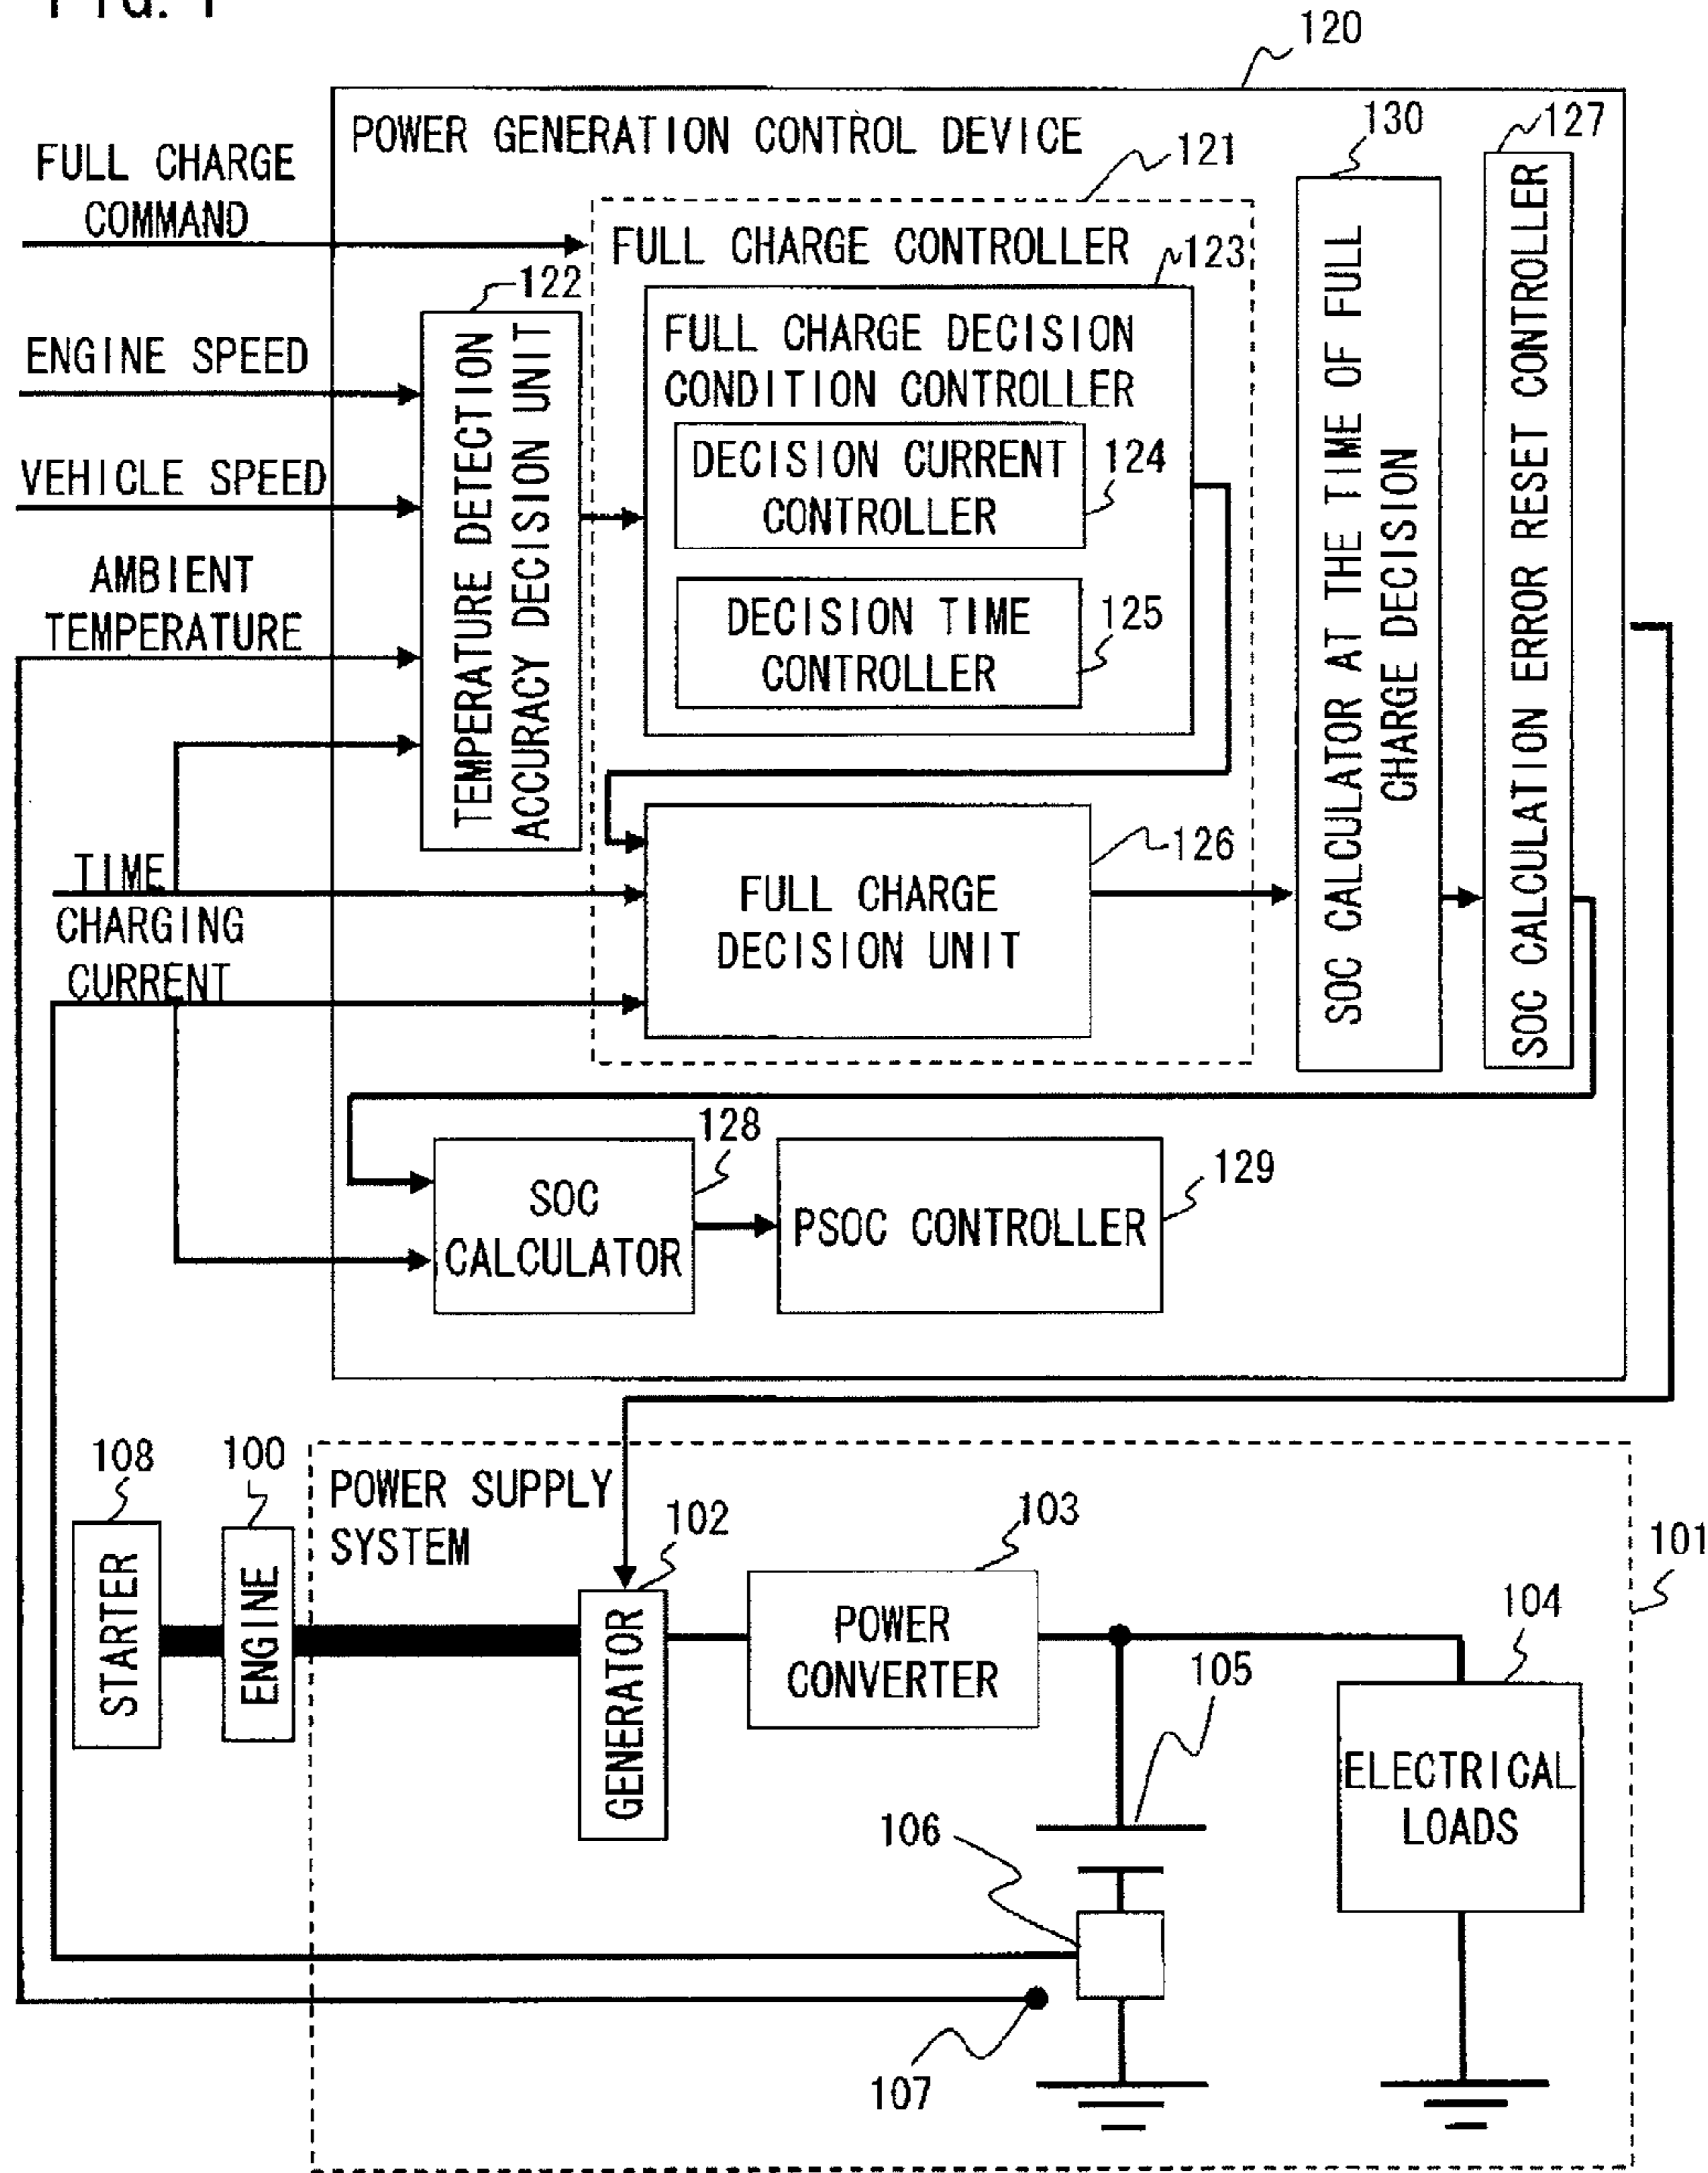 FIG. 1
120
POWER GENERATION CONTROL DEVICE
130
127
121
FULL CHARGE
COMMAND
FULL CHARGE CONTROLLER
123
122
ENGINE SPEED
VEHICLE SPEED
AMBIENT
TEMPERATURE
TEMPERATURE DETECTION
ACCURACY DECISION UNIT
FULL CHARGE DECISION
CONDITION CONTROLLER
DECISION CURRENT
CONTROLLER
124
DECISION TIME
CONTROLLER
125
SOC CALCULATOR AT THE TIME OF FULL
CHARGE DECISION
SOC CALCULATION ERROR RESET CONTROLLER
126
TIME
CHARGING
CURRENT
FULL CHARGE
DECISION UNIT
128
129
SOC
CALCULATOR
PSOC CONTROLLER
108
100
POWER SUPPLY
SYSTEM
102
103
101
STARTER
ENGINE
GENERATOR
POWER
CONVERTER
104
105
ELECTRICAL
LOADS
106
107